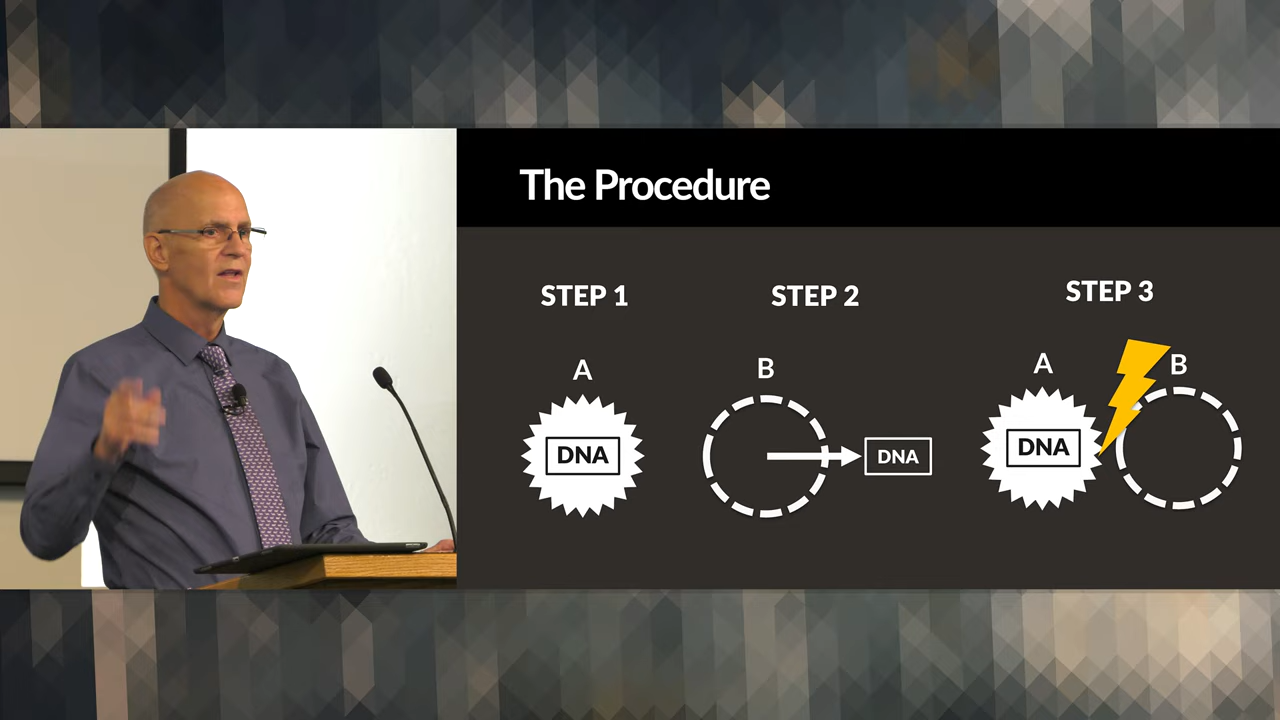 The Procedure
STEP 1
A
DNA
STEP 2
B
DNA
STEP 3
A
B
DNA